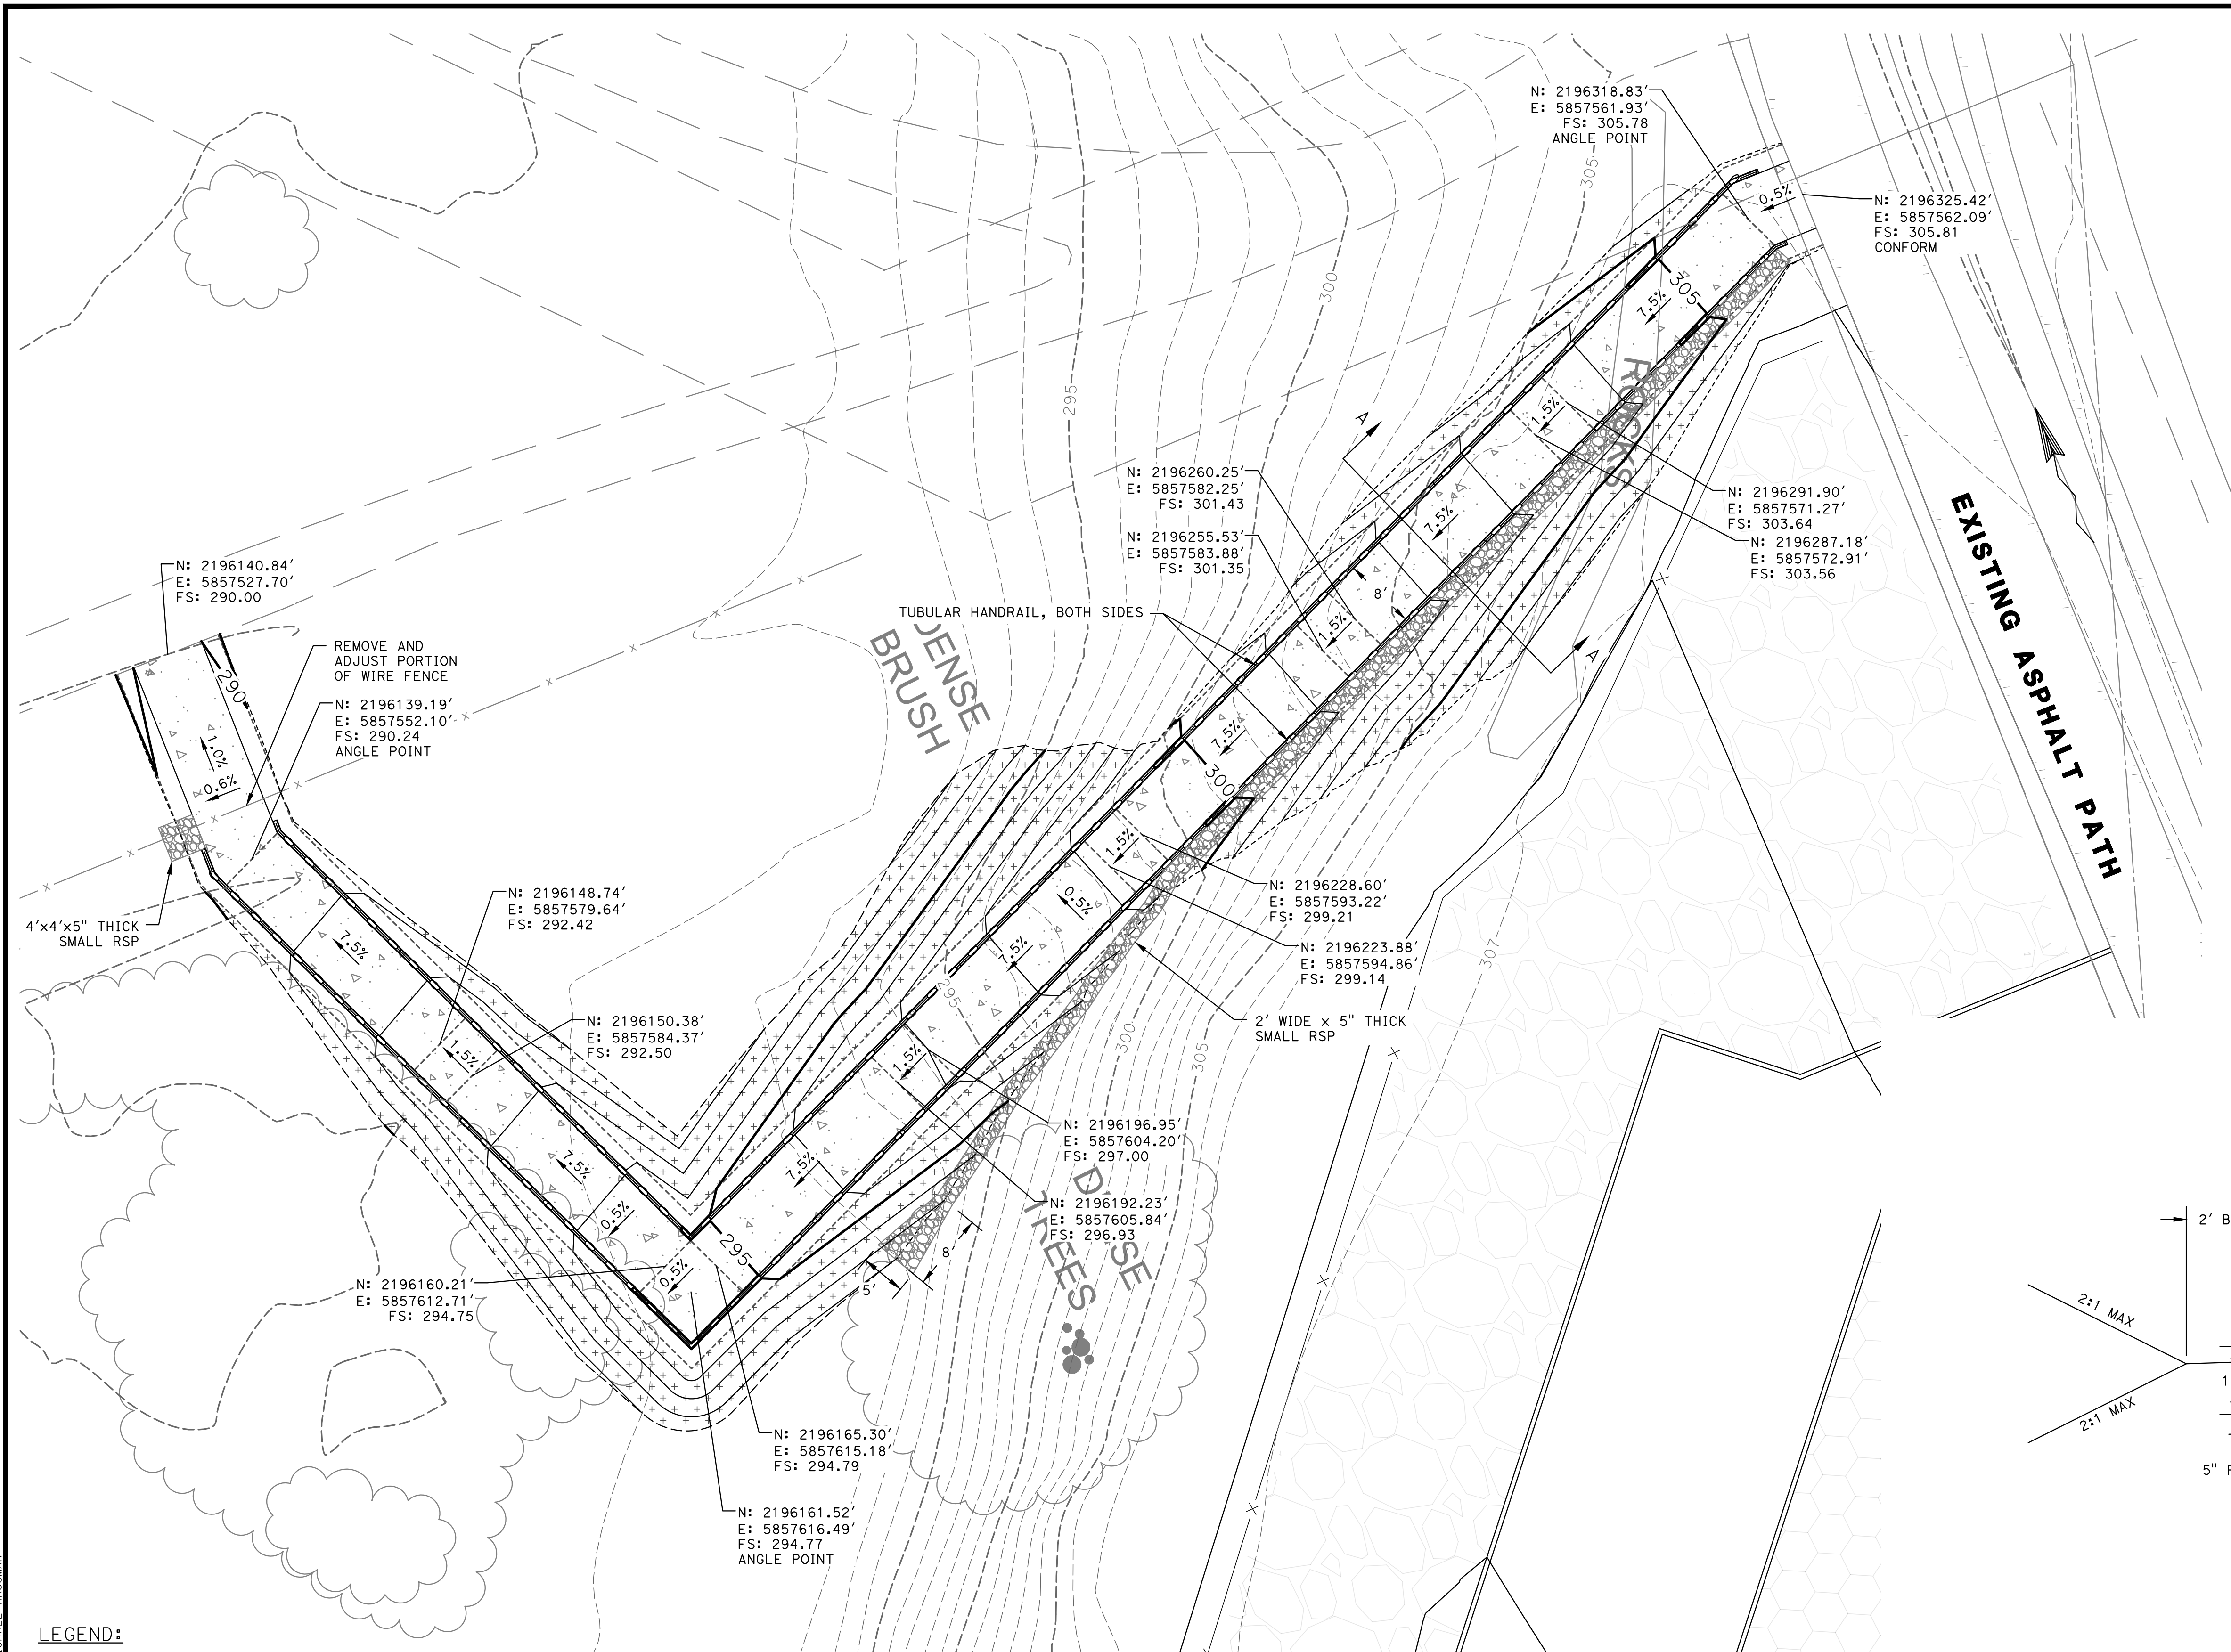 N: 2196318.83'
E: 5857561.93'
FS: 305.78
ANGLE POINT
305
0.5%
N: 2196325.42'
E: 5857562.09'
FS: 305.81
CONFORM
300
305
7.5%
ROCKS
295
A
1.5%
N: 2196260.25'
E: 5857582.25'
FS: 301.43
N: 2196291.90'
E: 5857571.27'
FS: 303.64
7.5%
N: 2196255.53'
E: 5857583.88'
FS: 301.35
N: 2196287.18'
E: 5857572.91'
FS: 303.56
EXISTING ASPHALT PATH
N: 2196140.84'
E: 5857527.70'
FS: 290.00
8'
TUBULAR HANDRAIL, BOTH SIDES
1.5%
A
REMOVE AND
ADJUST PORTION
OF WIRE FENCE
DENSE
BRUSH
290
N: 2196139.19'
E: 5857552.10'
FS: 290.24
ANGLE POINT
1.0%
0.6%
7.5%
300
1.5%
N: 2196148.74'
E: 5857579.64'
FS: 292.42
N: 2196228.60'
E: 5857593.22'
FS: 299.21
0.5%
4'x4'x5" THICK
SMALL RSP
7.5%
7.5%
N: 2196223.88'
E: 5857594.86'
FS: 299.14
307
295
N: 2196150.38'
E: 5857584.37'
FS: 292.50
2' WIDE x 5" THICK
SMALL RSP
300
305
1.5%
1.5%
N: 2196196.95'
E: 5857604.20'
FS: 297.00
7.5%
7.5%
DENSE
TREES
N: 2196192.23'
E: 5857605.84'
FS: 296.93
0.5%
295
8'
5'
0.5%
N: 2196160.21'
E: 5857612.71'
FS: 294.75
2' B
2:1 MAX
1
2:1 MAX
N: 2196165.30'
E: 5857615.18'
FS: 294.79
5"
N: 2196161.52'
E: 5857616.49'
FS: 294.77
ANGLE POINT
LEGEND: